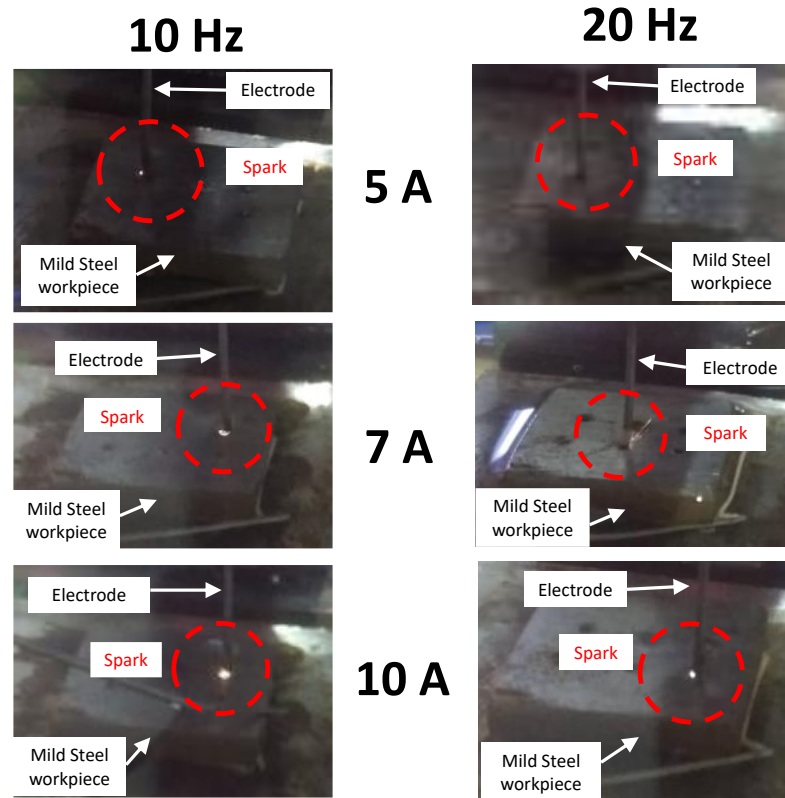 10 Hz
20 Hz
Electrode
Spark
Mild Steel
workpiece
5 A
Electrode
Spark
Mild Steel
workpiece
Electrode
Spark
Mild Steel
workpiece
7 A
Electrode
Spark
Mild Steel
workpiece
Electrode
Spark
Mild Steel
workpiece
10 A
Electrode
Spark
Mild Steel
workpiece